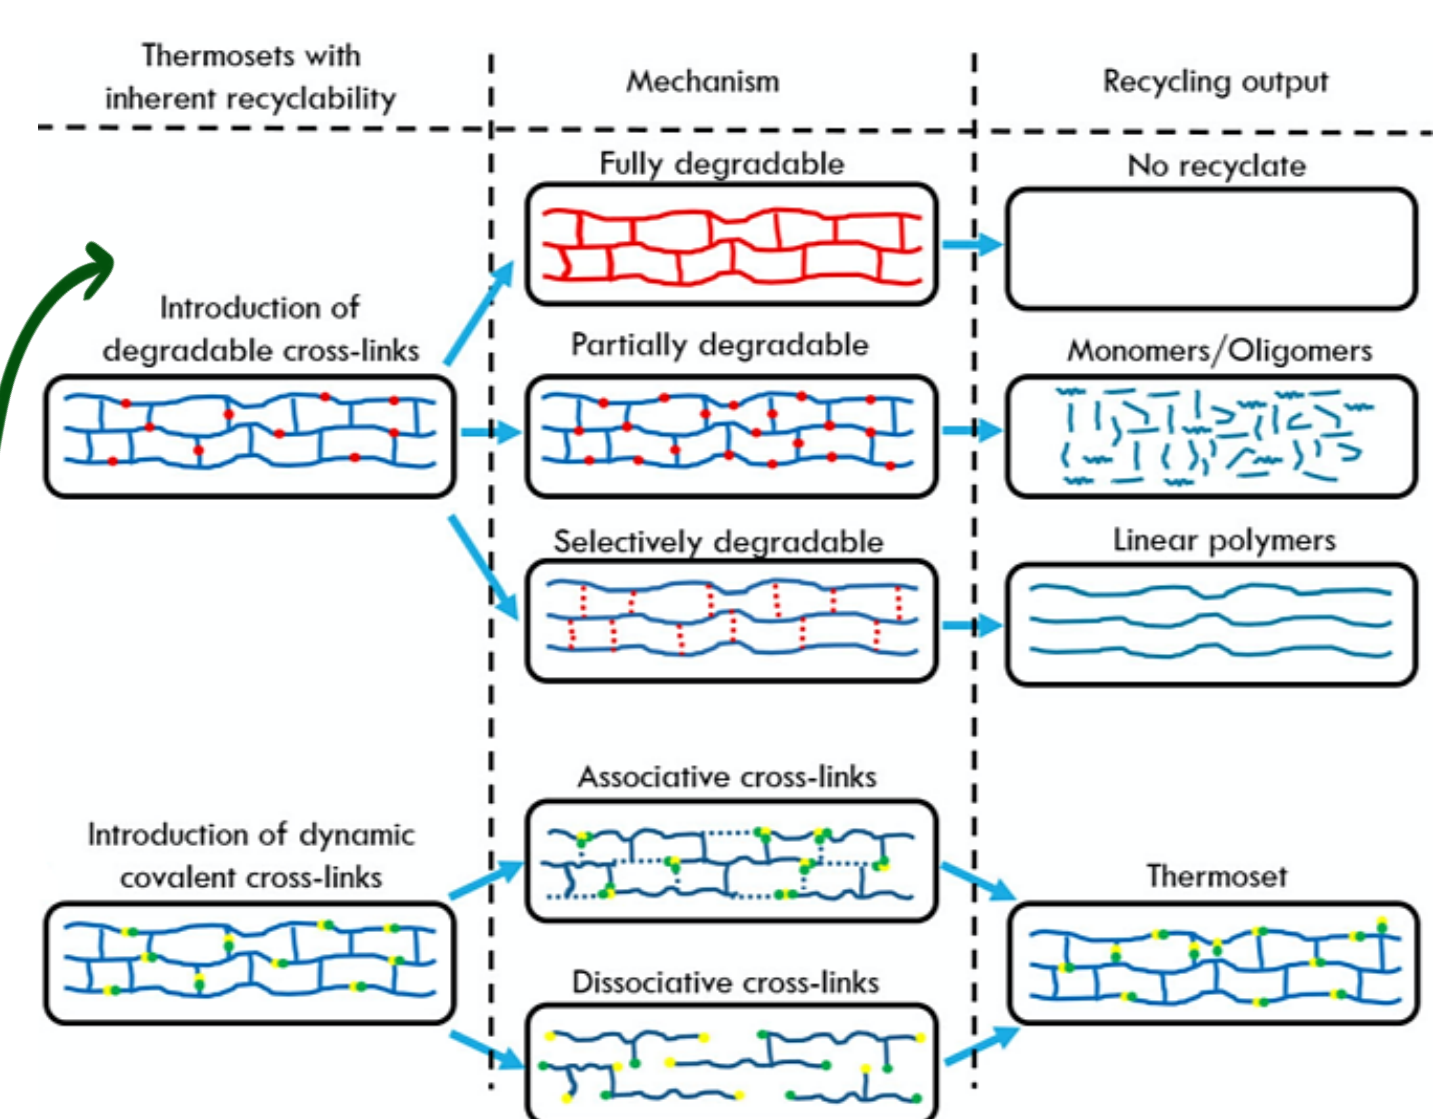 Thermosets with
inherent recyclability
Mechanism
Recycling output
Fully degradable
No recyclate
Introduction of
degradable cross-links
Partially degradable
Monomers/Oligomers
Selectively degradable
Linear polymers
Associative cross-links
Introduction of dynamic
covalent cross-links
Thermoset
Dissociative cross-links